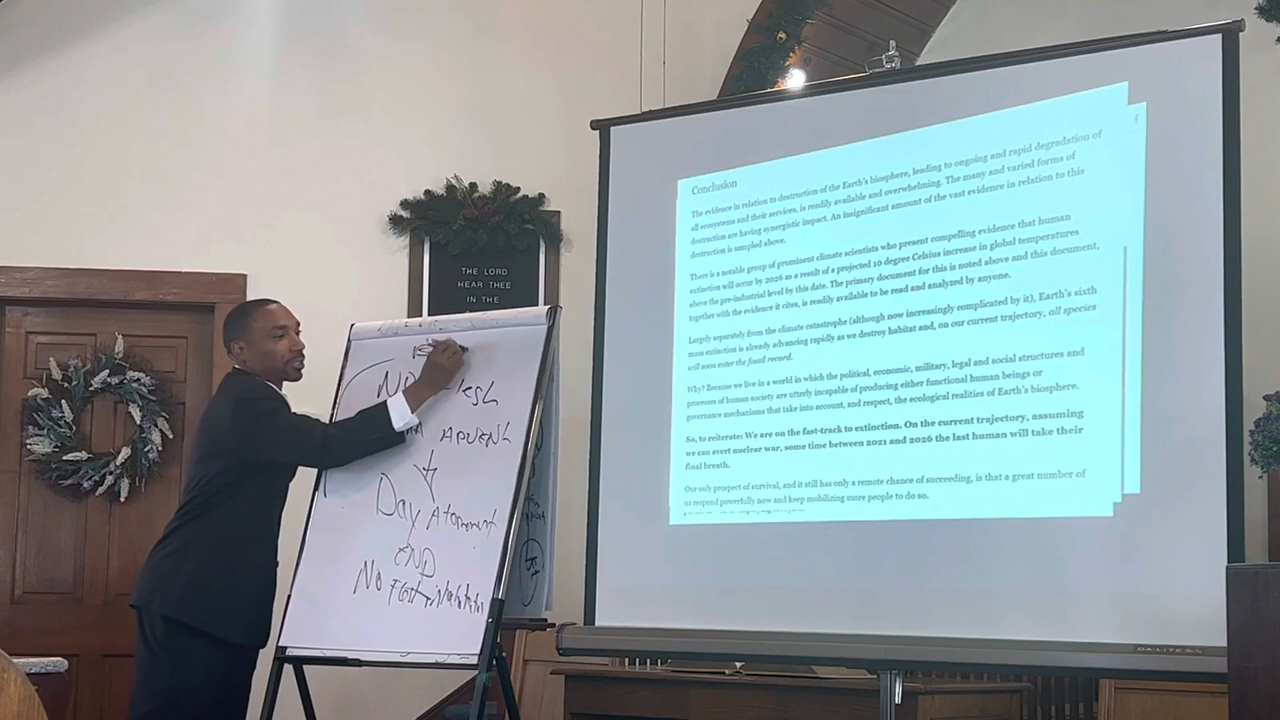 THE LORD
HEAR THEE
IN THE
No flesh
Day Atonement
END
No
Conclusion
The evidence in relation to destruction of the Earth's biosphere, leading to ongoing and rapid degradation of
all ecosystems and their services, is readily available and overwhelming. The many and varied forms of
destruction are having synergistic impact. An insignificant amount of the vast evidence in relation to this
destruction is sampled above.
There is a notable group of prominent climate scientists who present compelling evidence that human
extinction will occur by 2026 as a result of a projected 10 degree Celsius increase in global temperatures
above the pre-industrial level by this date. The primary document for this is noted above and this document,
together with the evidence it cites, is readily available to be read and analyzed by anyone.
Largely separately from the climate catastrophe (although now increasingly complicated by it), Earth's sixth
mass extinction is already advancing rapidly as we destroy habitat and, on our current trajectory, all species
will soon enter the fossil record.
Why? Because we live in a world in which the political, economic, military, legal and social structures and
processes of human society are utterly incapable of producing either functional human beings or
governance mechanisms that take into account, and respect, the ecological realities of Earth's biosphere.
So, to reiterate: We are on the fast-track to extinction. On the current trajectory, assuming
we can avert nuclear war, some time between 2021 and 2026 the last human will take their
final breath.
Our only prospect of survival, and it still has only a remote chance of succeeding, is that a great number of
us respond powerfully now and keep mobilizing more people to do so.
DA-LITE